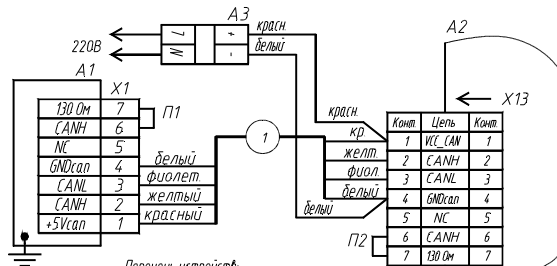 А3
А2
220В
L
N
+
-
красн.
белый
А1
X1
X13
130 Ом 7
CANH 6
NC 5
GNDcan 4
CANL 3
CANH 2
+5Vcan 1
П1
белый
фиолет.
желтый
красный
1
красн.
кр.
желт.
фиол.
белый
белый
Конт. Цепь Конт.
1 VCC_CAN 1
2 CANH 2
3 CANL 3
4 GNDcan 4
5 NC 5
6 CANH 6
7 130 Ом 7
П2
Перечень устройств